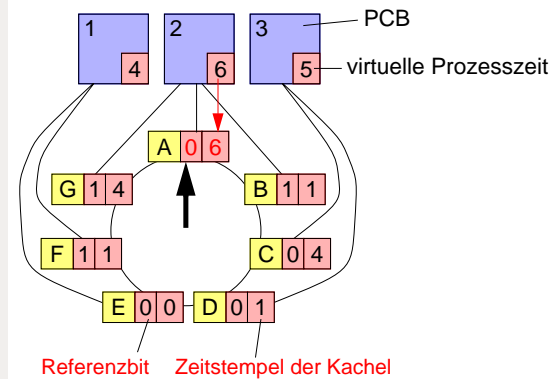 1 2 3 PCB
4 6 5 virtuelle Prozesszeit
A 0 6
G 1 4 B 1 1
F 1 1 C 0 4
E 0 0 D 0 1
Referenzbit Zeitstempel der Kachel